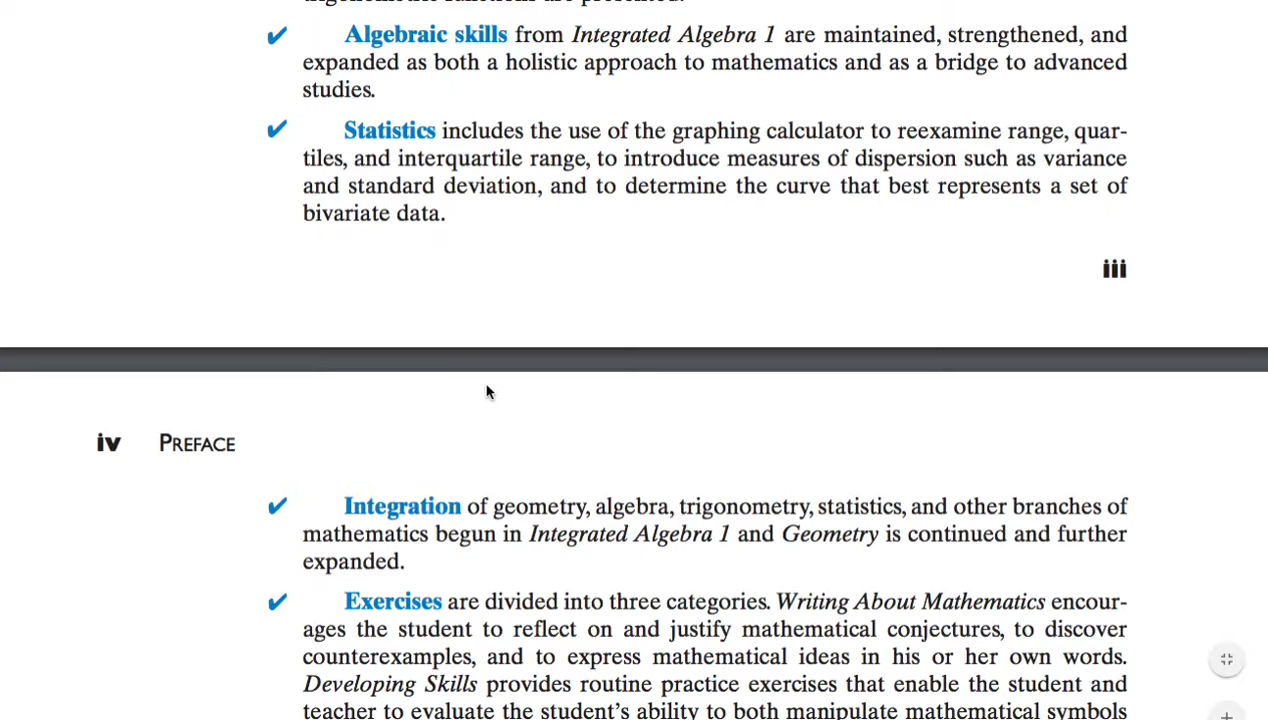 trigonometric functions are presented.
✔ Algebraic skills from Integrated Algebra 1 are maintained, strengthened, and
expanded as both a holistic approach to mathematics and as a bridge to advanced
studies.
✔ Statistics includes the use of the graphing calculator to reexamine range, quar-
tiles, and interquartile range, to introduce measures of dispersion such as variance
and standard deviation, and to determine the curve that best represents a set of
bivariate data.
iii
iv PREFACE
✔ Integration of geometry, algebra, trigonometry, statistics, and other branches of
mathematics begun in Integrated Algebra 1 and Geometry is continued and further
expanded.
✔ Exercises are divided into three categories. Writing About Mathematics encour-
ages the student to reflect on and justify mathematical conjectures, to discover
counterexamples, and to express mathematical ideas in his or her own words.
Developing Skills provides routine practice exercises that enable the student and
teacher to evaluate the student's ability to both manipulate mathematical symbols